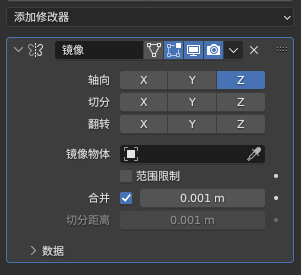 添加修改器
镜像
轴向 X Y Z
切分 X Y Z
翻转 X Y Z
镜像物体
范围限制
合并 0.001 m
切分距离 0.001 m
数据